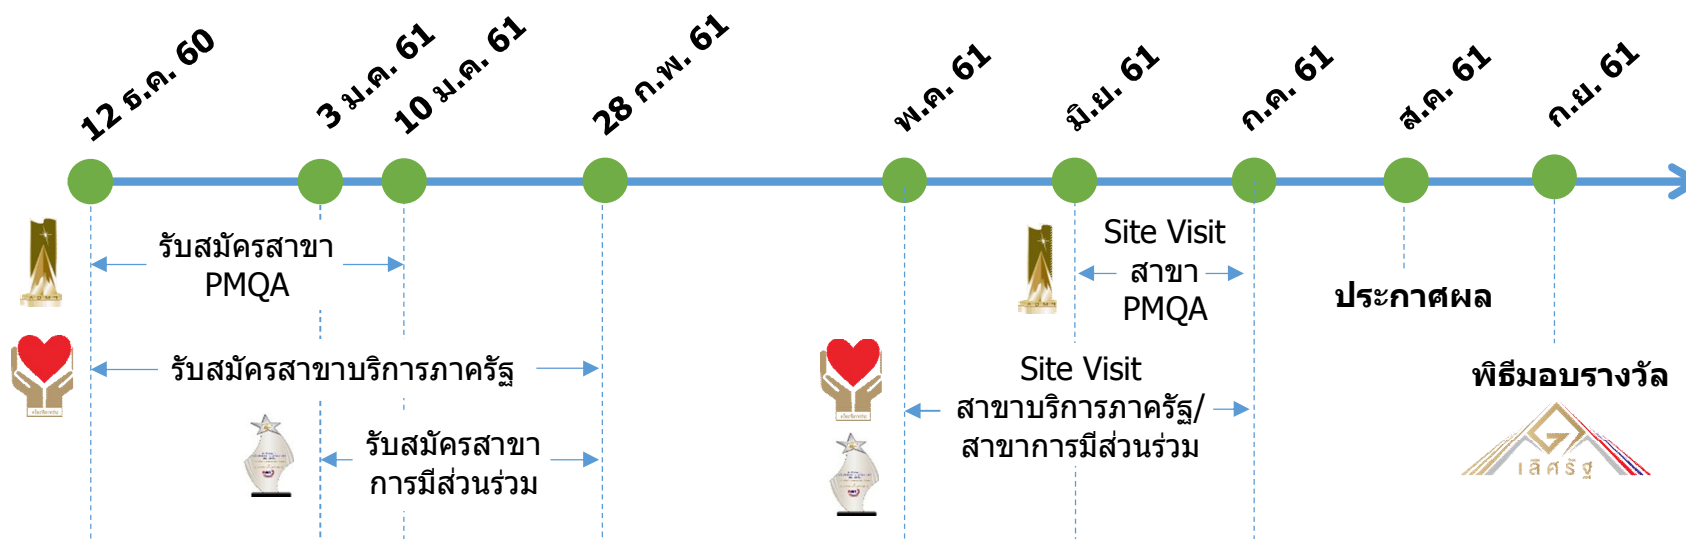 12 ธ.ค. 60
3 ม.ค. 61
10 ม.ค. 61
28 ก.พ. 61
พ.ค. 61
มิ.ย. 61
ก.ค. 61
ส.ค. 61
ก.ย. 61
รับสมัครสาขา
PMQA
Site Visit
สาขา
PMQA
ประกาศผล
รับสมัครสาขาบริการภาครัฐ
Site Visit
สาขาบริการภาครัฐ/
สาขาการมีส่วนร่วม
พิธีมอบรางวัล
รับสมัครสาขา
การมีส่วนร่วม
เลิศรัฐ